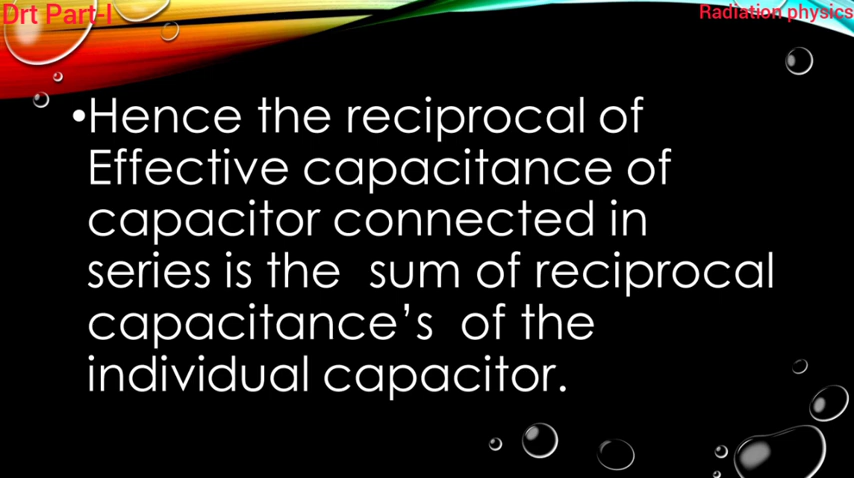 Drt Part-I
Radiation physics
•Hence the reciprocal of
Effective capacitance of
capacitor connected in
series is the sum of reciprocal
capacitance’s of the
individual capacitor.